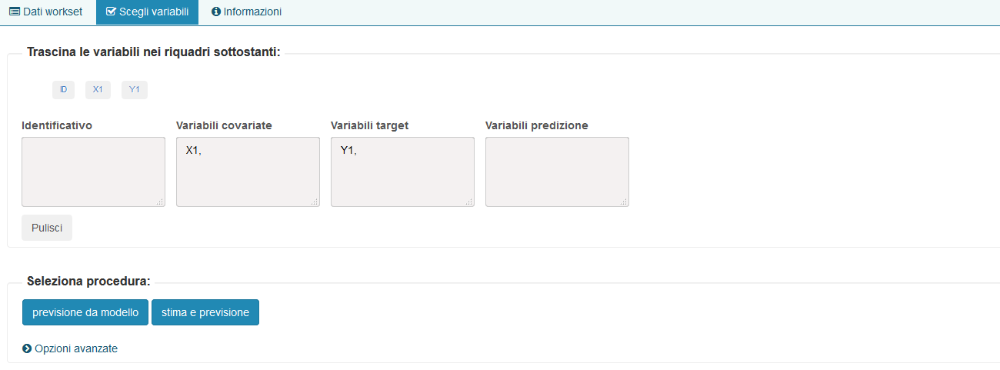 Dati workset Scegli variabili Informazioni
Trascina le variabili nei riquadri sottostanti:
ID X1 Y1
Identificativo Variabili covariate Variabili target Variabili predizione
X1, Y1,
Pulisci
Seleziona procedura:
previsione da modello stima e previsione
Opzioni avanzate